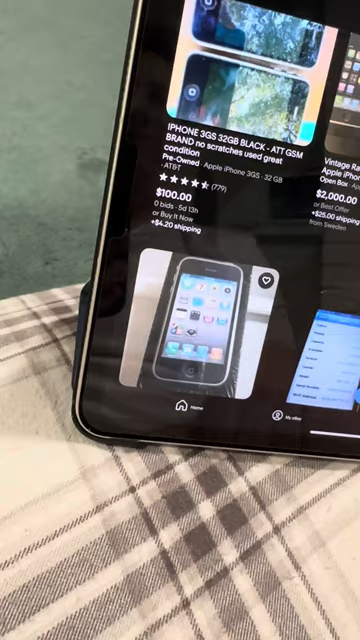 IPHONE 3GS 32GB BLACK - ATT GSM
BRAND no scratches used great
condition
Pre-Owned · Apple iPhone 3GS · 32 GB
· AT&T
(779)
$100.00
0 bids · 5d 13h
or Buy It Now
+$4.20 shipping
Vintage Ra
Apple iPho
Open Box ·
$2,000.00
or Best Offer
+$25.00 shipping
from Sweden
Home
My eBay